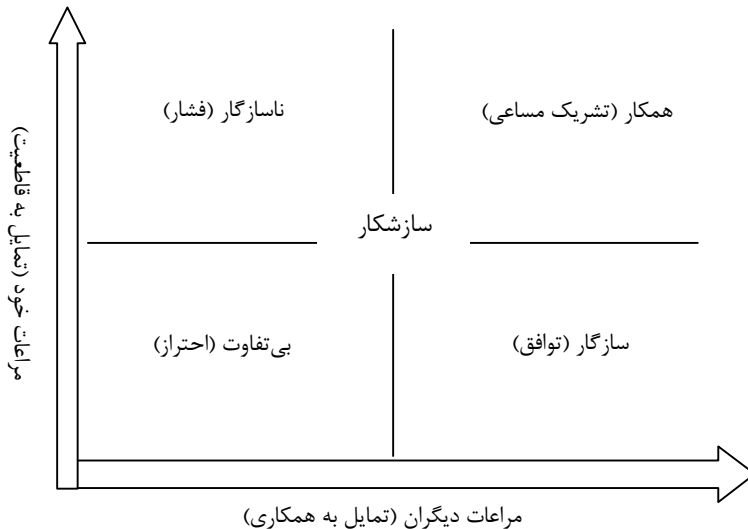 همکار (تشریک مساعی)
ناسازگار (فشار)
سازشکار
سازگار (توافق)
بی‌تفاوت (احتراز)
مراعات خود (تمایل به قاطعیت)
مراعات دیگران (تمایل به همکاری)